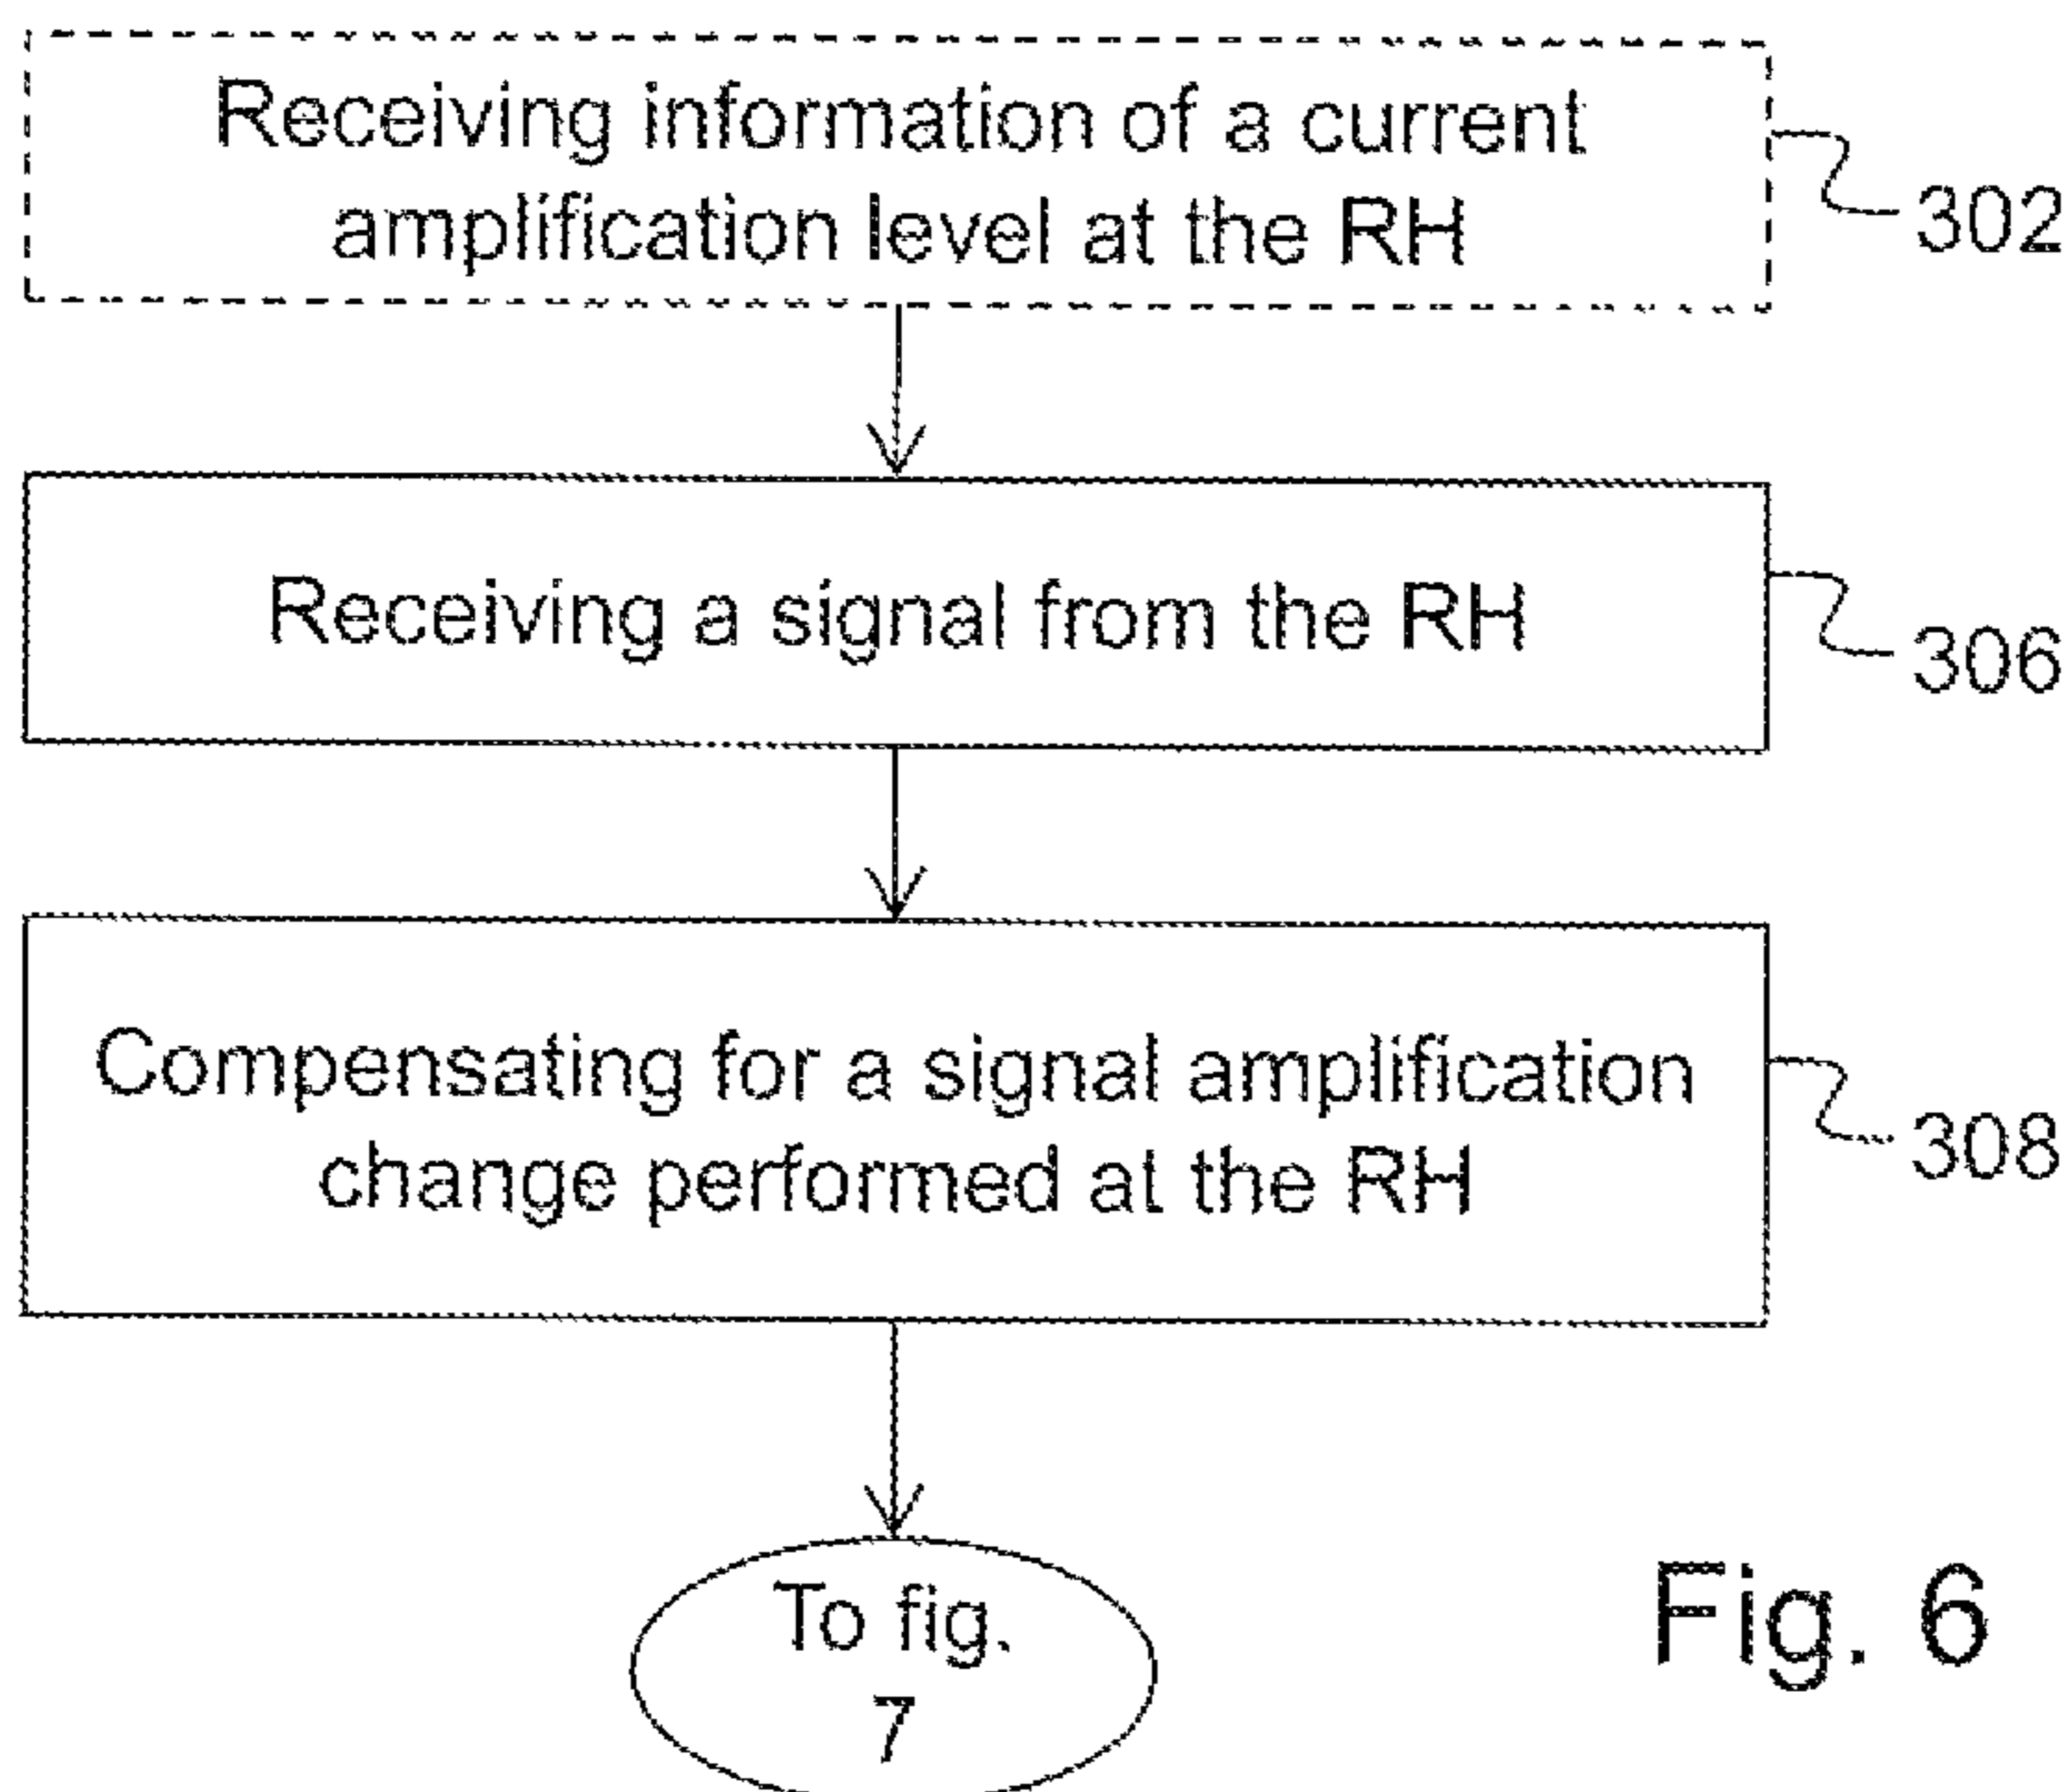 Receiving information of a current
amplification level at the RH
302
Receiving a signal from the RH
306
Compensating for a signal amplification
change performed at the RH
308
To fig.
7
Fig. 6